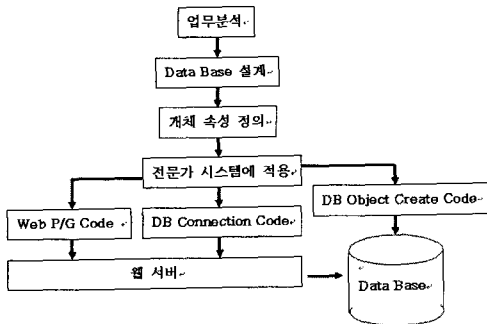 업무분석
Data Base 설계
개체 속성 정의
전문가 시스템에 적용
Web P/G Code
DB Connection Code
DB Object Create Code
웹 서버
Data Base